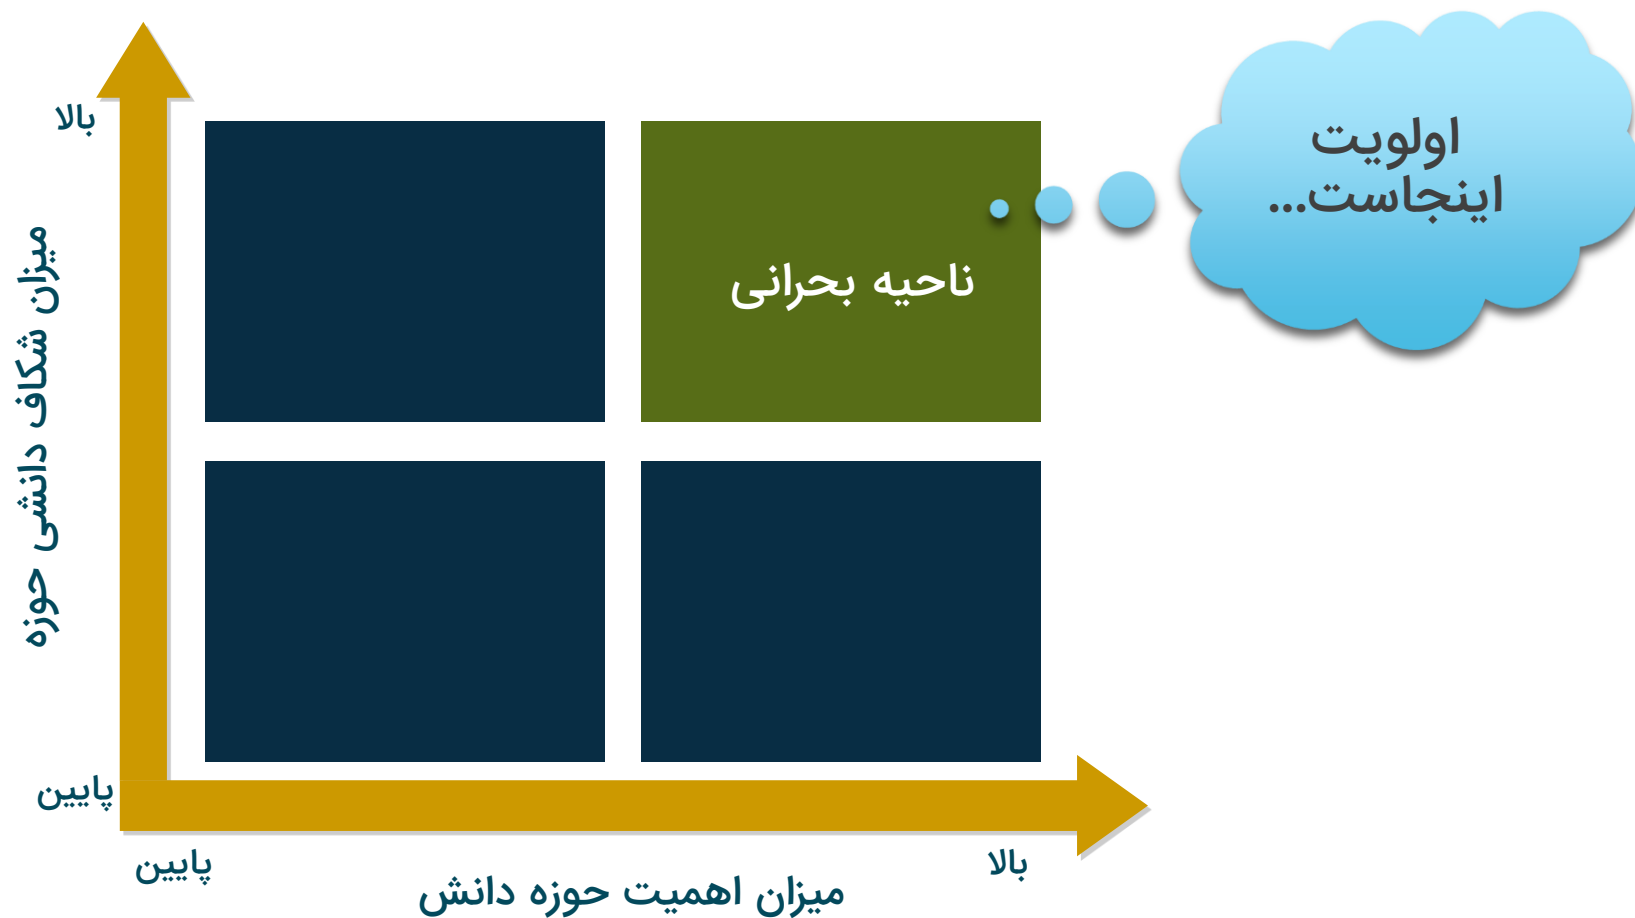 بالا
اولویت
اینجاست...
میزان شکاف دانشی حوزه
ناحیه بحرانی
پایین
پایین
بالا
میزان اهمیت حوزه دانش